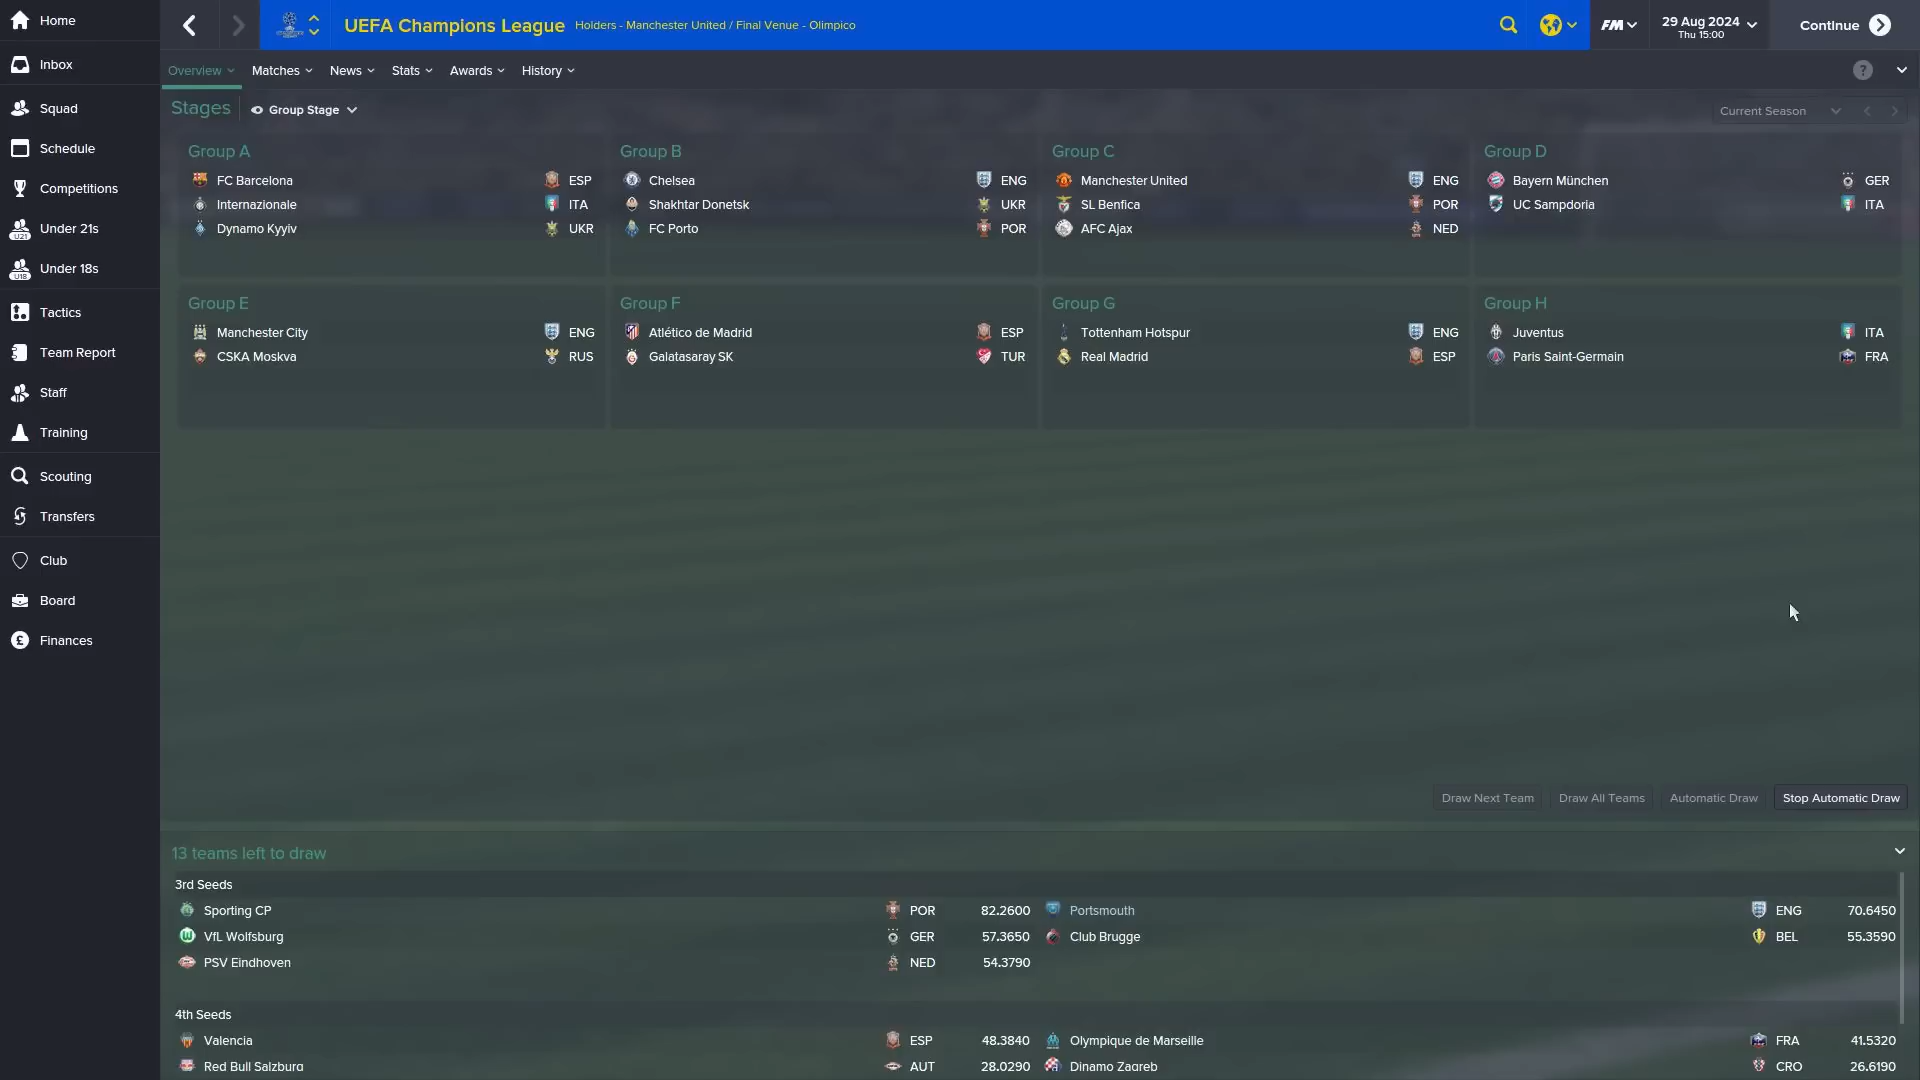 Home
Inbox
Squad
Schedule
Competitions
Under 21s
Under 18s
Tactics
Team Report
Staff
Training
Scouting
Transfers
Club
Board
Finances
UEFA Champions League Holders - Manchester United / Final Venue - Olimpico
FM
29 Aug 2024
Thu 15:00
Continue
Overview Matches News Stats Awards History
?
Stages Group Stage
Current Season
Group A
FC Barcelona ESP
Internazionale ITA
Dynamo Kyyiv UKR
Group B
Chelsea ENG
Shakhtar Donetsk UKR
FC Porto POR
Group C
Manchester United ENG
SL Benfica POR
AFC Ajax NED
Group D
Bayern München GER
UC Sampdoria ITA
Group E
Manchester City ENG
CSKA Moskva RUS
Group F
Atlético de Madrid ESP
Galatasaray SK TUR
Group G
Tottenham Hotspur ENG
Real Madrid ESP
Group H
Juventus ITA
Paris Saint-Germain FRA
Draw Next Team Draw All Teams Automatic Draw Stop Automatic Draw
13 teams left to draw
3rd Seeds
Sporting CP POR 82.2600 Portsmouth ENG 70.6450
VfL Wolfsburg GER 57.3650 Club Brugge BEL 55.3590
PSV Eindhoven NED 54.3790
4th Seeds
Valencia ESP 48.3840 Olympique de Marseille FRA 41.5320
Red Bull Salzburg AUT 28.0290 Dinamo Zagreb CRO 26.6190